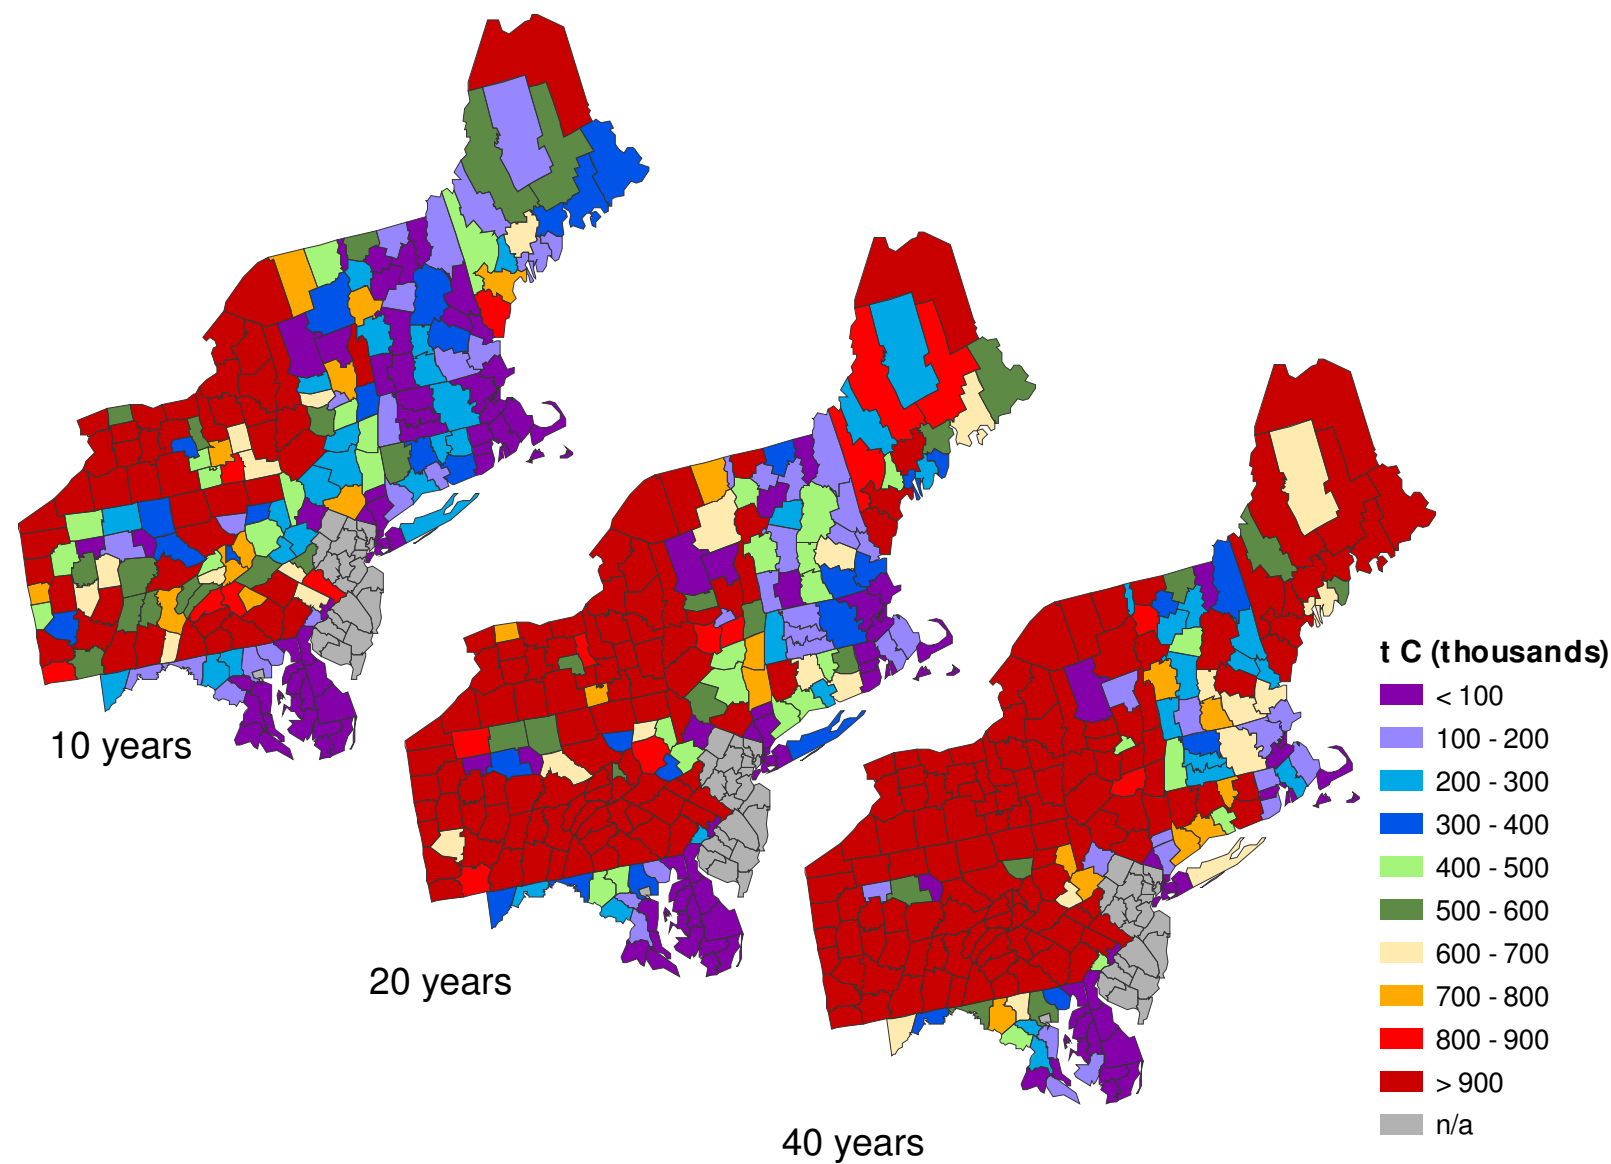 10 years
20 years
40 years
t C (thousands)
< 100
100 - 200
200 - 300
300 - 400
400 - 500
500 - 600
600 - 700
700 - 800
800 - 900
> 900
n/a